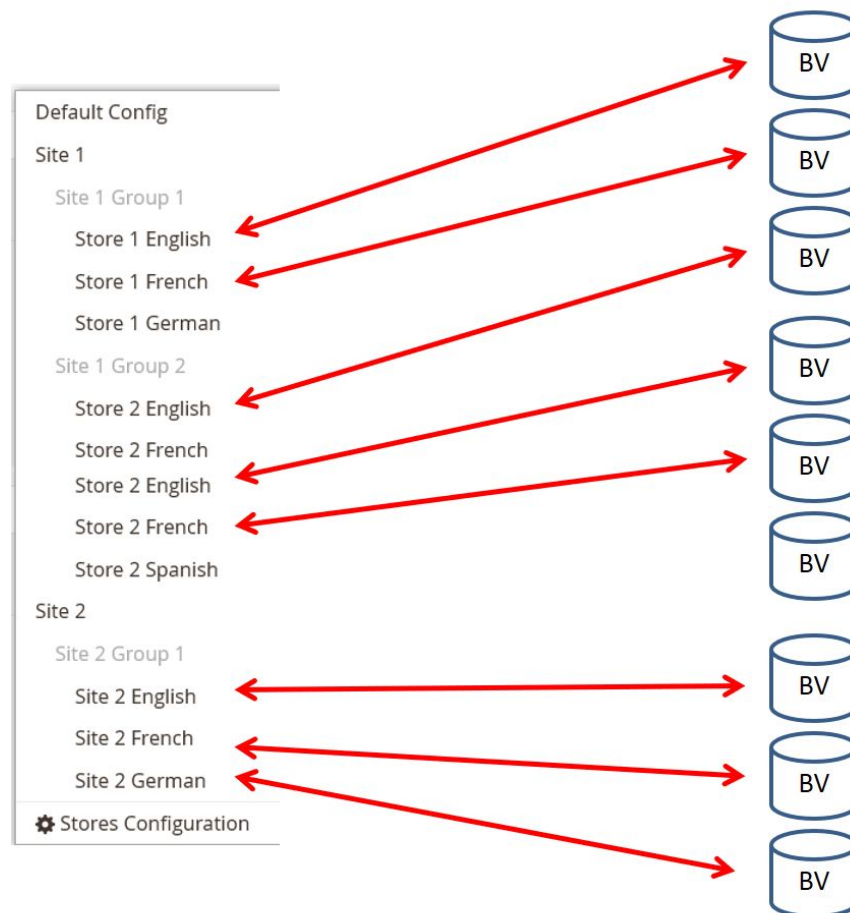 Default Config
Site 1
Site 1 Group 1
Store 1 English
Store 1 French
Store 1 German
Site 1 Group 2
Store 2 English
Store 2 French
Store 2 English
Store 2 French
Store 2 Spanish
Site 2
Site 2 Group 1
Site 2 English
Site 2 French
Site 2 German
Stores Configuration
BV
BV
BV
BV
BV
BV
BV
BV
BV